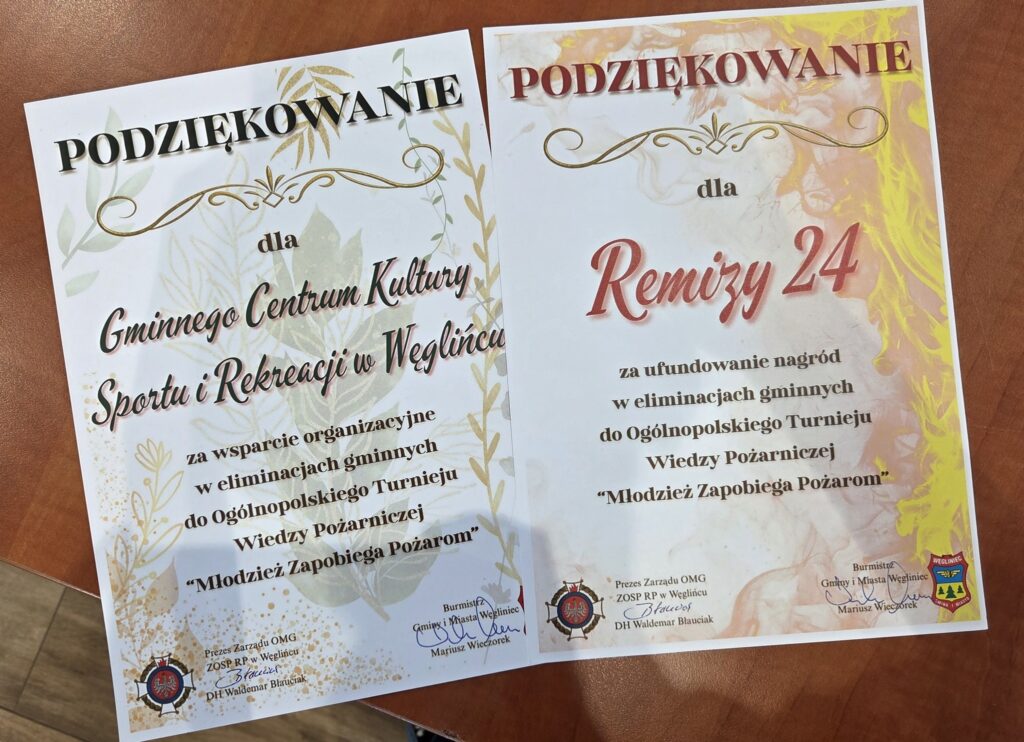 PODZIĘKOWANIE
dla
Gminnego Centrum Kultury
Sportu i Rekreacji w Węglińcu
za wsparcie organizacyjne
w eliminacjach gminnych
do Ogólnopolskiego Turnieju
Wiedzy Pożarniczej
“Młodzież Zapobiega Pożarom”
Prezes Zarządu OMG
ZOSP RP w Węglińcu
DH Waldemar Błauciak
Burmistrz
Gminy i Miasta Węgliniec
Mariusz Wieczorek
PODZIĘKOWANIE
dla
Remizy 24
za ufundowanie nagród
w eliminacjach gminnych
do Ogólnopolskiego Turnieju
Wiedzy Pożarniczej
“Młodzież Zapobiega Pożarom”
Prezes Zarządu OMG
ZOSP RP w Węglińcu
DH Waldemar Błauciak
Burmistrz
Gminy i Miasta Węgliniec
Mariusz Wieczorek
WĘGLINIEC
GMINA I MIASTO